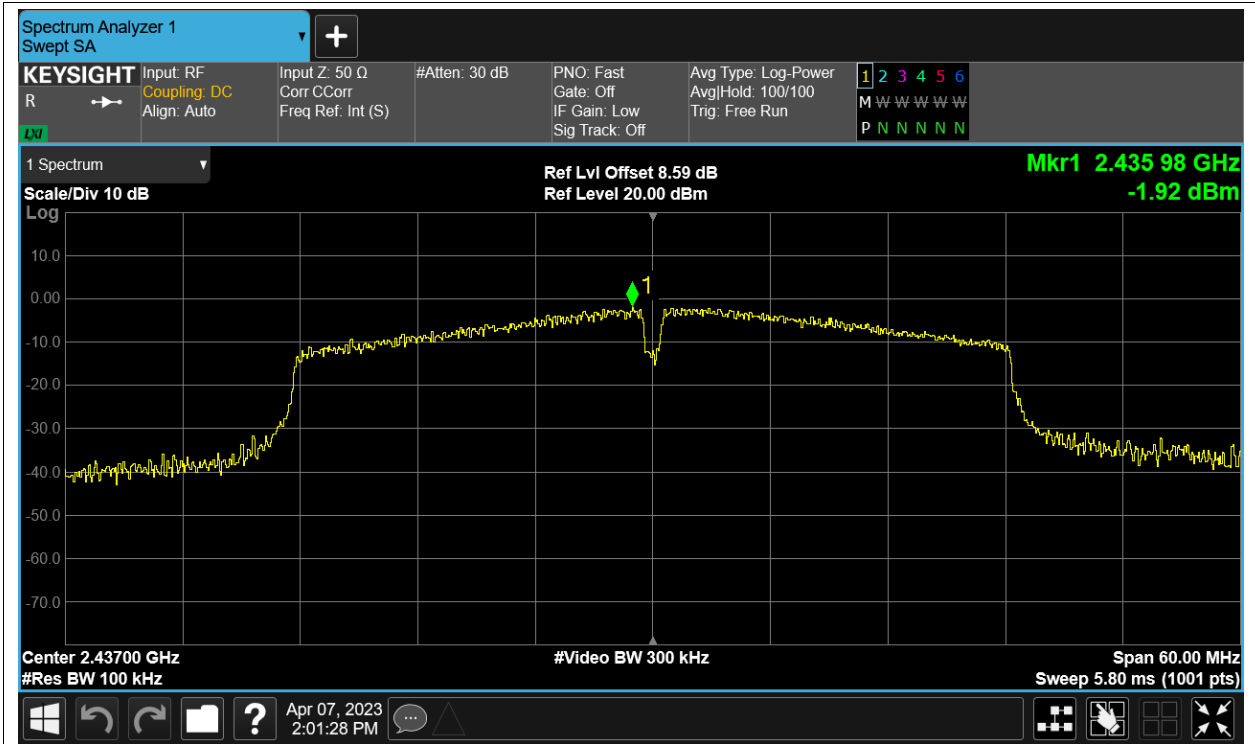 Spectrum Analyzer 1
Swept SA
KEYSIGHT
R
LXI
Input: RF
Coupling: DC
Align: Auto
Input Z: 50 Ω
Corr CCorr
Freq Ref: Int (S)
#Atten: 30 dB
PNO: Fast
Gate: Off
IF Gain: Low
Sig Track: Off
Avg Type: Log-Power
Avg|Hold: 100/100
Trig: Free Run
1 2 3 4 5 6
M W W W W W
P N N N N N
1 Spectrum
Scale/Div 10 dB
Ref Lvl Offset 8.59 dB
Ref Level 20.00 dBm
Mkr1 2.435 98 GHz
-1.92 dBm
Log
10.0
0.00
-10.0
-20.0
-30.0
-40.0
-50.0
-60.0
-70.0
1
Center 2.43700 GHz
#Res BW 100 kHz
#Video BW 300 kHz
Span 60.00 MHz
Sweep 5.80 ms (1001 pts)
?
Apr 07, 2023
2:01:28 PM